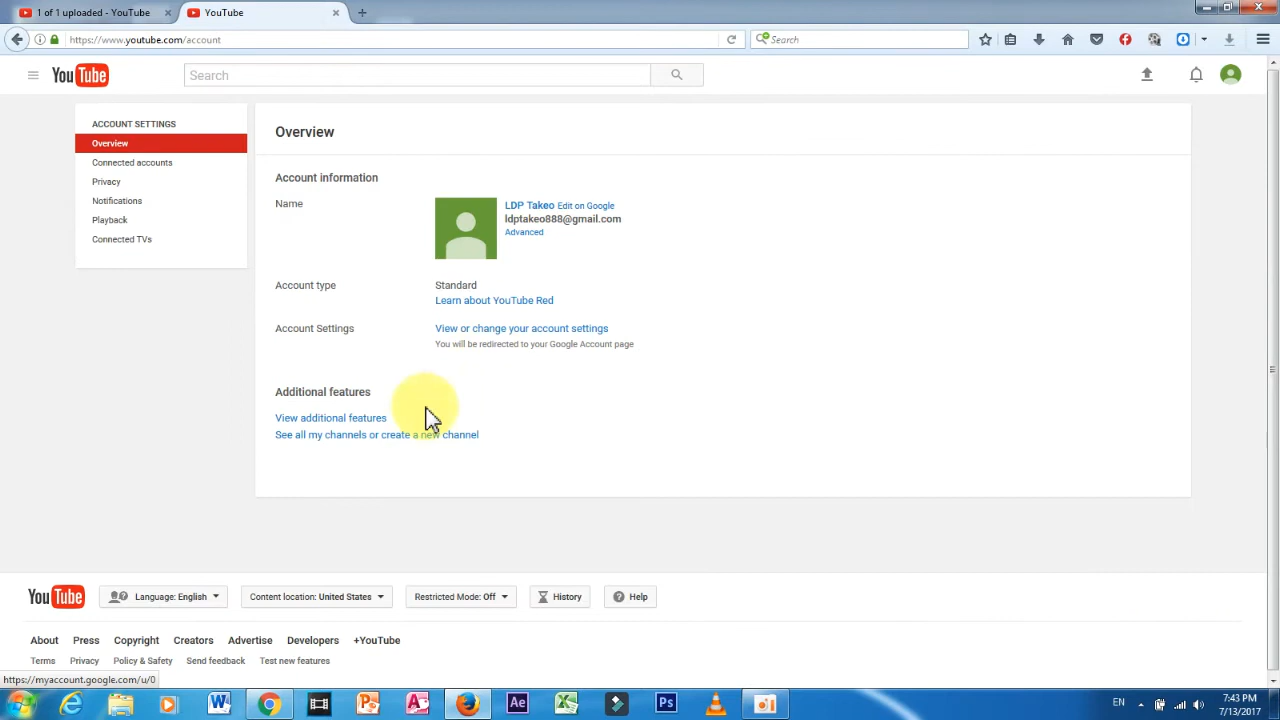 1 of 1 uploaded - YouTube
YouTube
https://www.youtube.com/account
Search
YouTube
Search
ACCOUNT SETTINGS
Overview
Connected accounts
Privacy
Notifications
Playback
Connected TVs
Overview
Account information
Name
LDP Takeo Edit on Google
ldptakeo888@gmail.com
Advanced
Account type
Standard
Learn about YouTube Red
Account Settings
View or change your account settings
You will be redirected to your Google Account page
Additional features
View additional features
See all my channels or create a new channel
YouTube
Language: English
Content location: United States
Restricted Mode: Off
History
Help
About Press Copyright Creators Advertise Developers +YouTube
Terms Privacy Policy & Safety Send feedback Test new features
https://myaccount.google.com/u/0
EN
7:43 PM
7/13/2017